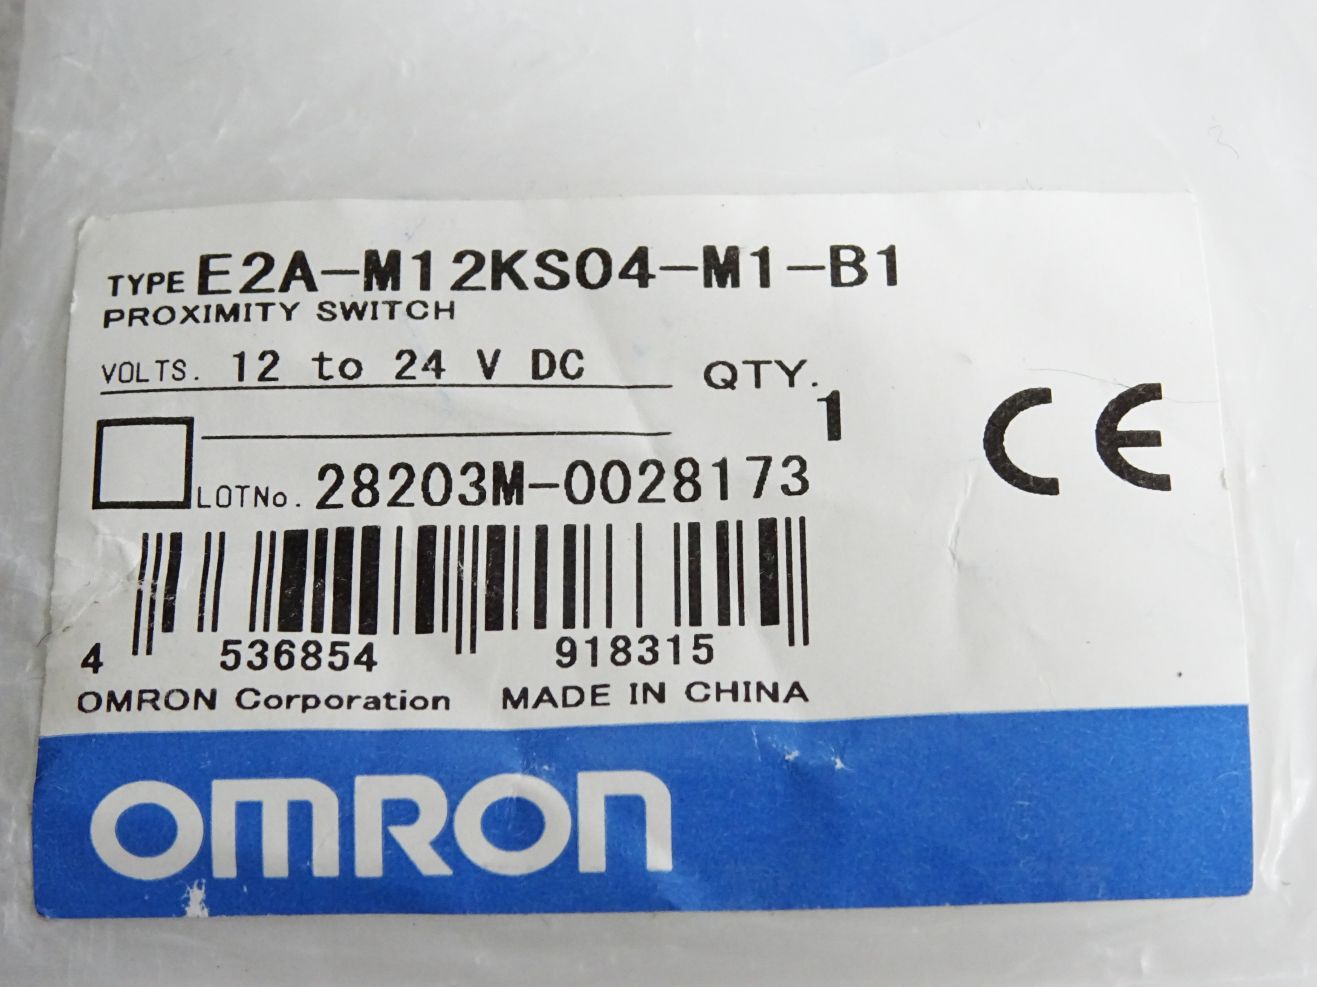 TYPE E2A-M12KS04-M1-B1
PROXIMITY SWITCH
VOLTS. 12 to 24 V DC QTY.
1
CE
LOTNo. 28203M-0028173
4 536854 918315
OMRON Corporation MADE IN CHINA
OMRON